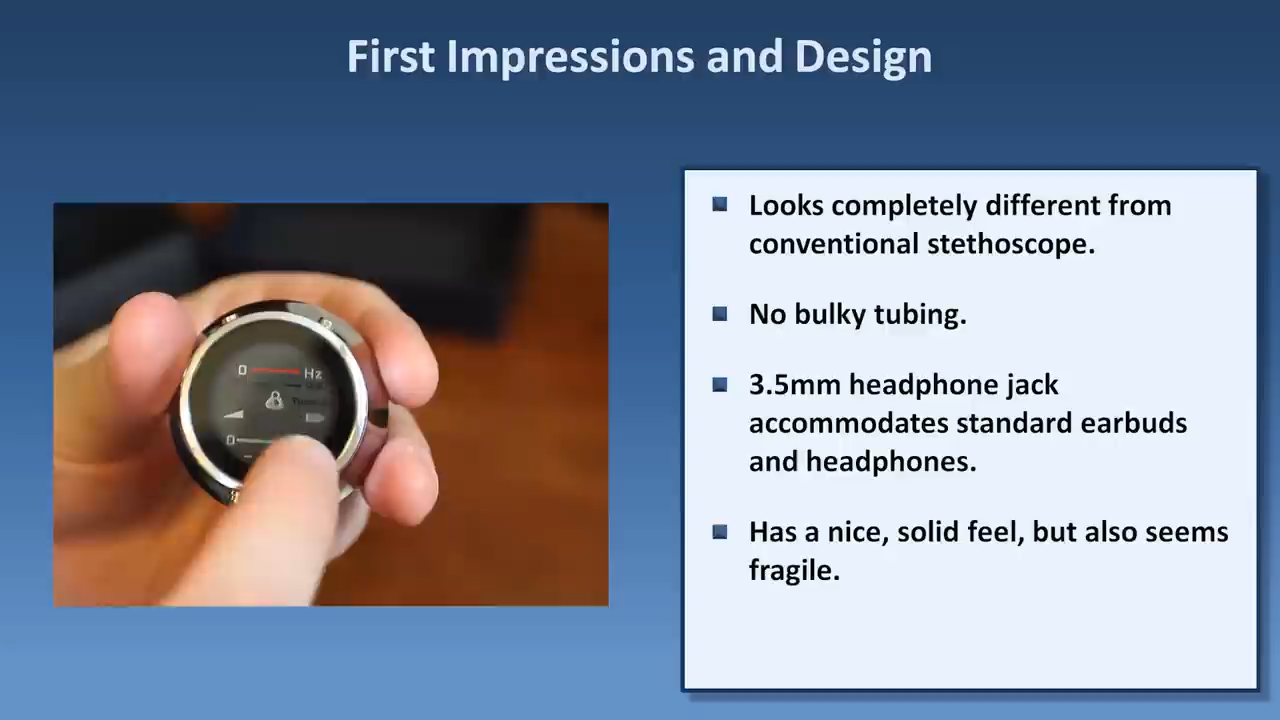 First Impressions and Design
Looks completely different from
conventional stethoscope.
No bulky tubing.
3.5mm headphone jack
accommodates standard earbuds
and headphones.
Has a nice, solid feel, but also seems
fragile.
0 Hz
0